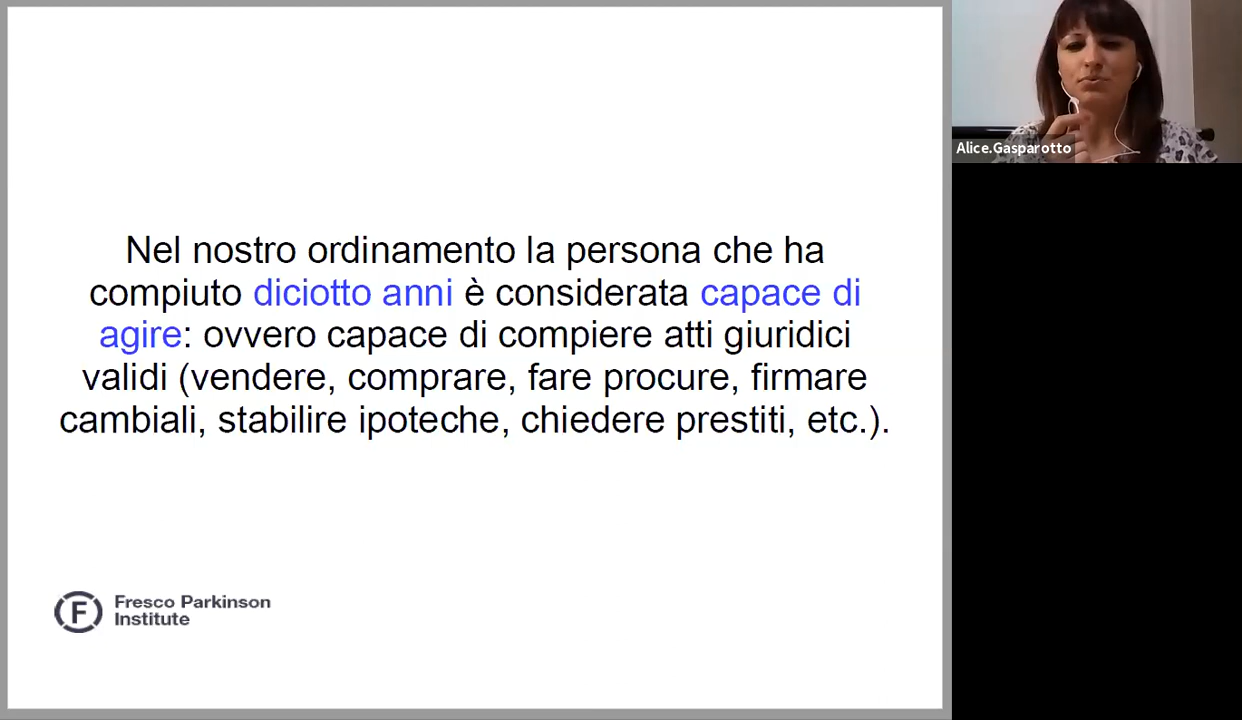 Nel nostro ordinamento la persona che ha
compiuto diciotto anni è considerata capace di
agire: ovvero capace di compiere atti giuridici
validi (vendere, comprare, fare procure, firmare
cambiali, stabilire ipoteche, chiedere prestiti, etc.).
F Fresco Parkinson
Institute
Alice.Gasparotto